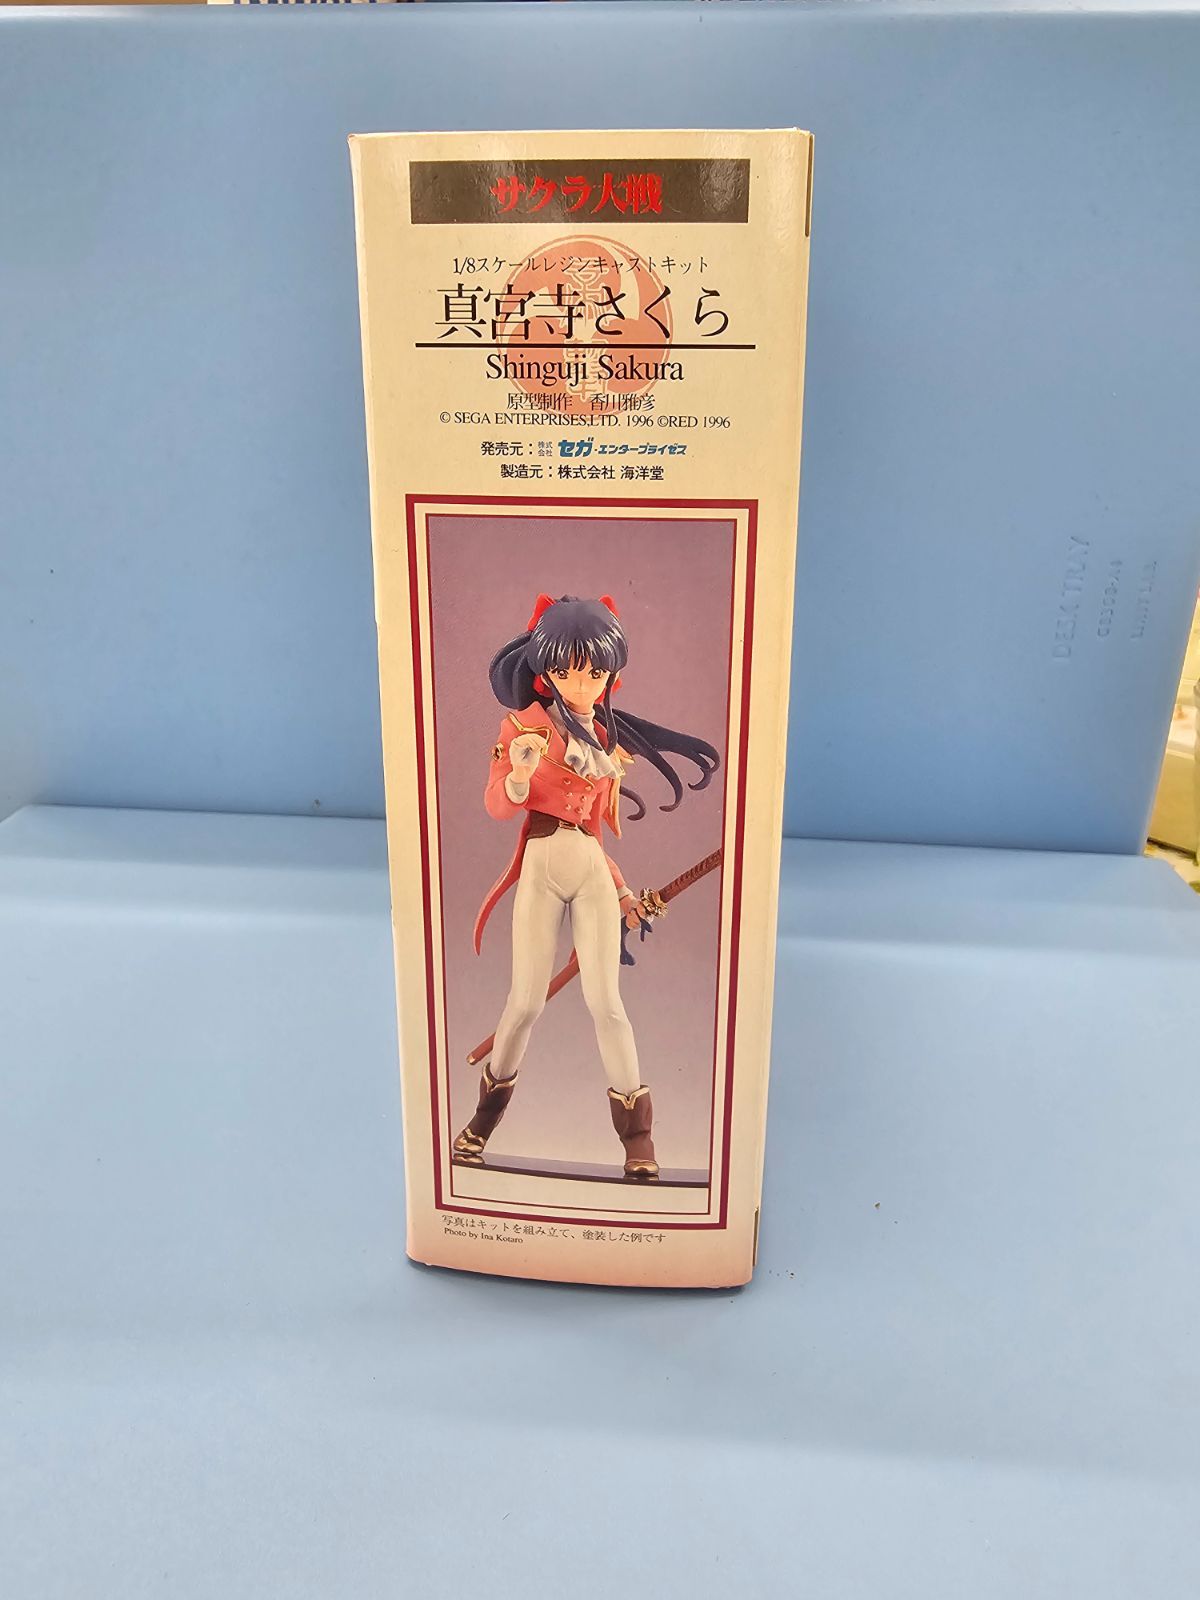 サクラ大戦
1/8スケールレジンキャストキット
真宮寺さくら
Shinguji Sakura
原型制作 香川雅彦
© SEGA ENTERPRISES,LTD. 1996 ©RED 1996
発売元：株式会社 セガ・エンタープライゼス
製造元：株式会社 海洋堂
写真はキットを組み立て、塗装した例です
Photo by Ina Kotaro
DESK TRAY